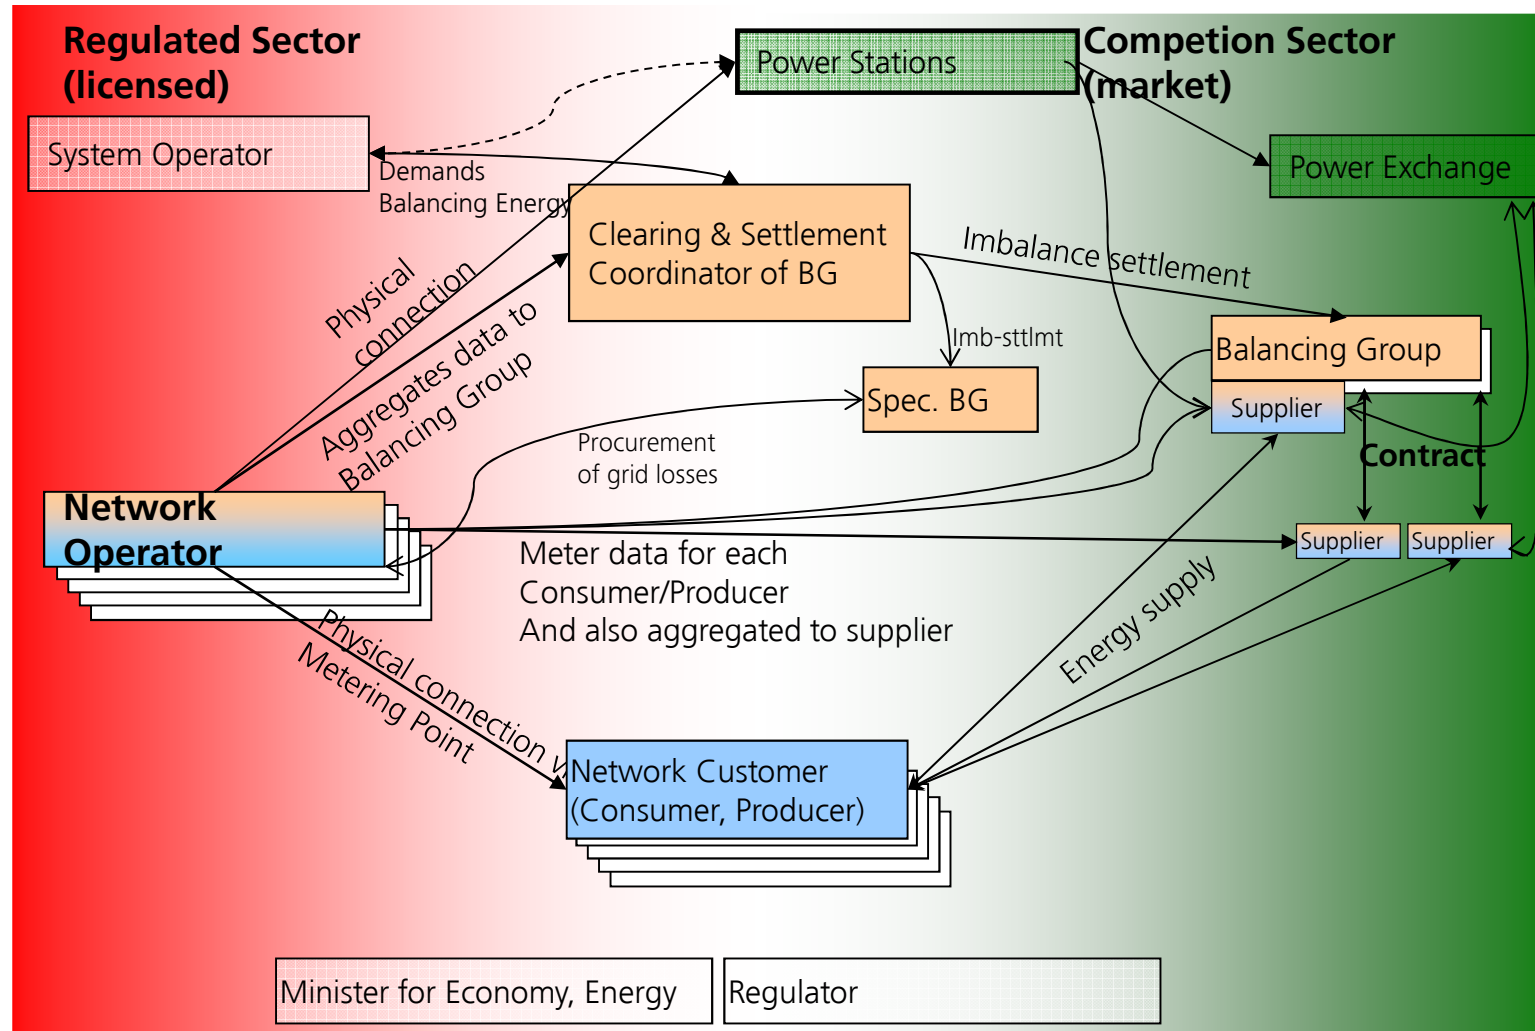 Regulated Sector
(licensed)
Power Stations
Competion Sector
(market)
System Operator
Power Exchange
Demands
Balancing Energy
Clearing & Settlement
Coordinator of BG
Imbalance settlement
Physical
connection
Aggregates data to
Balancing Group
Imb-sttlmt
Balancing Group
Spec. BG
Supplier
Procurement
of grid losses
Contract
Network
Operator
Supplier
Supplier
Meter data for each
Consumer/Producer
And also aggregated to supplier
Energy supply
Physical connection v
Metering Point
Network Customer
(Consumer, Producer)
Minister for Economy, Energy
Regulator